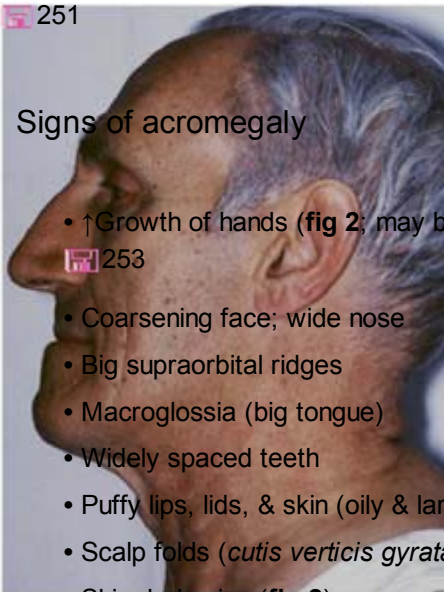 251
Signs of acromegaly
• ↑Growth of hands (fig 2; may b
253
• Coarsening face; wide nose
• Big supraorbital ridges
• Macroglossia (big tongue)
• Widely spaced teeth
• Puffy lips, lids, & skin (oily & lar
• Scalp folds (cutis verticis gyrata